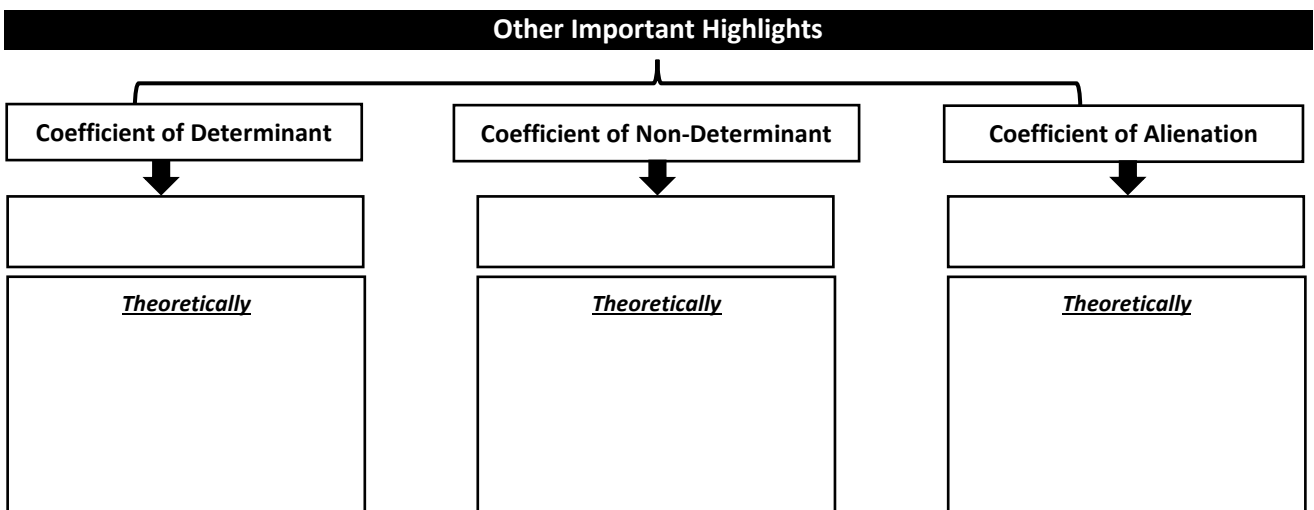 Other Important Highlights
Coefficient of Determinant
Coefficient of Non-Determinant
Coefficient of Alienation
Theoretically
Theoretically
Theoretically